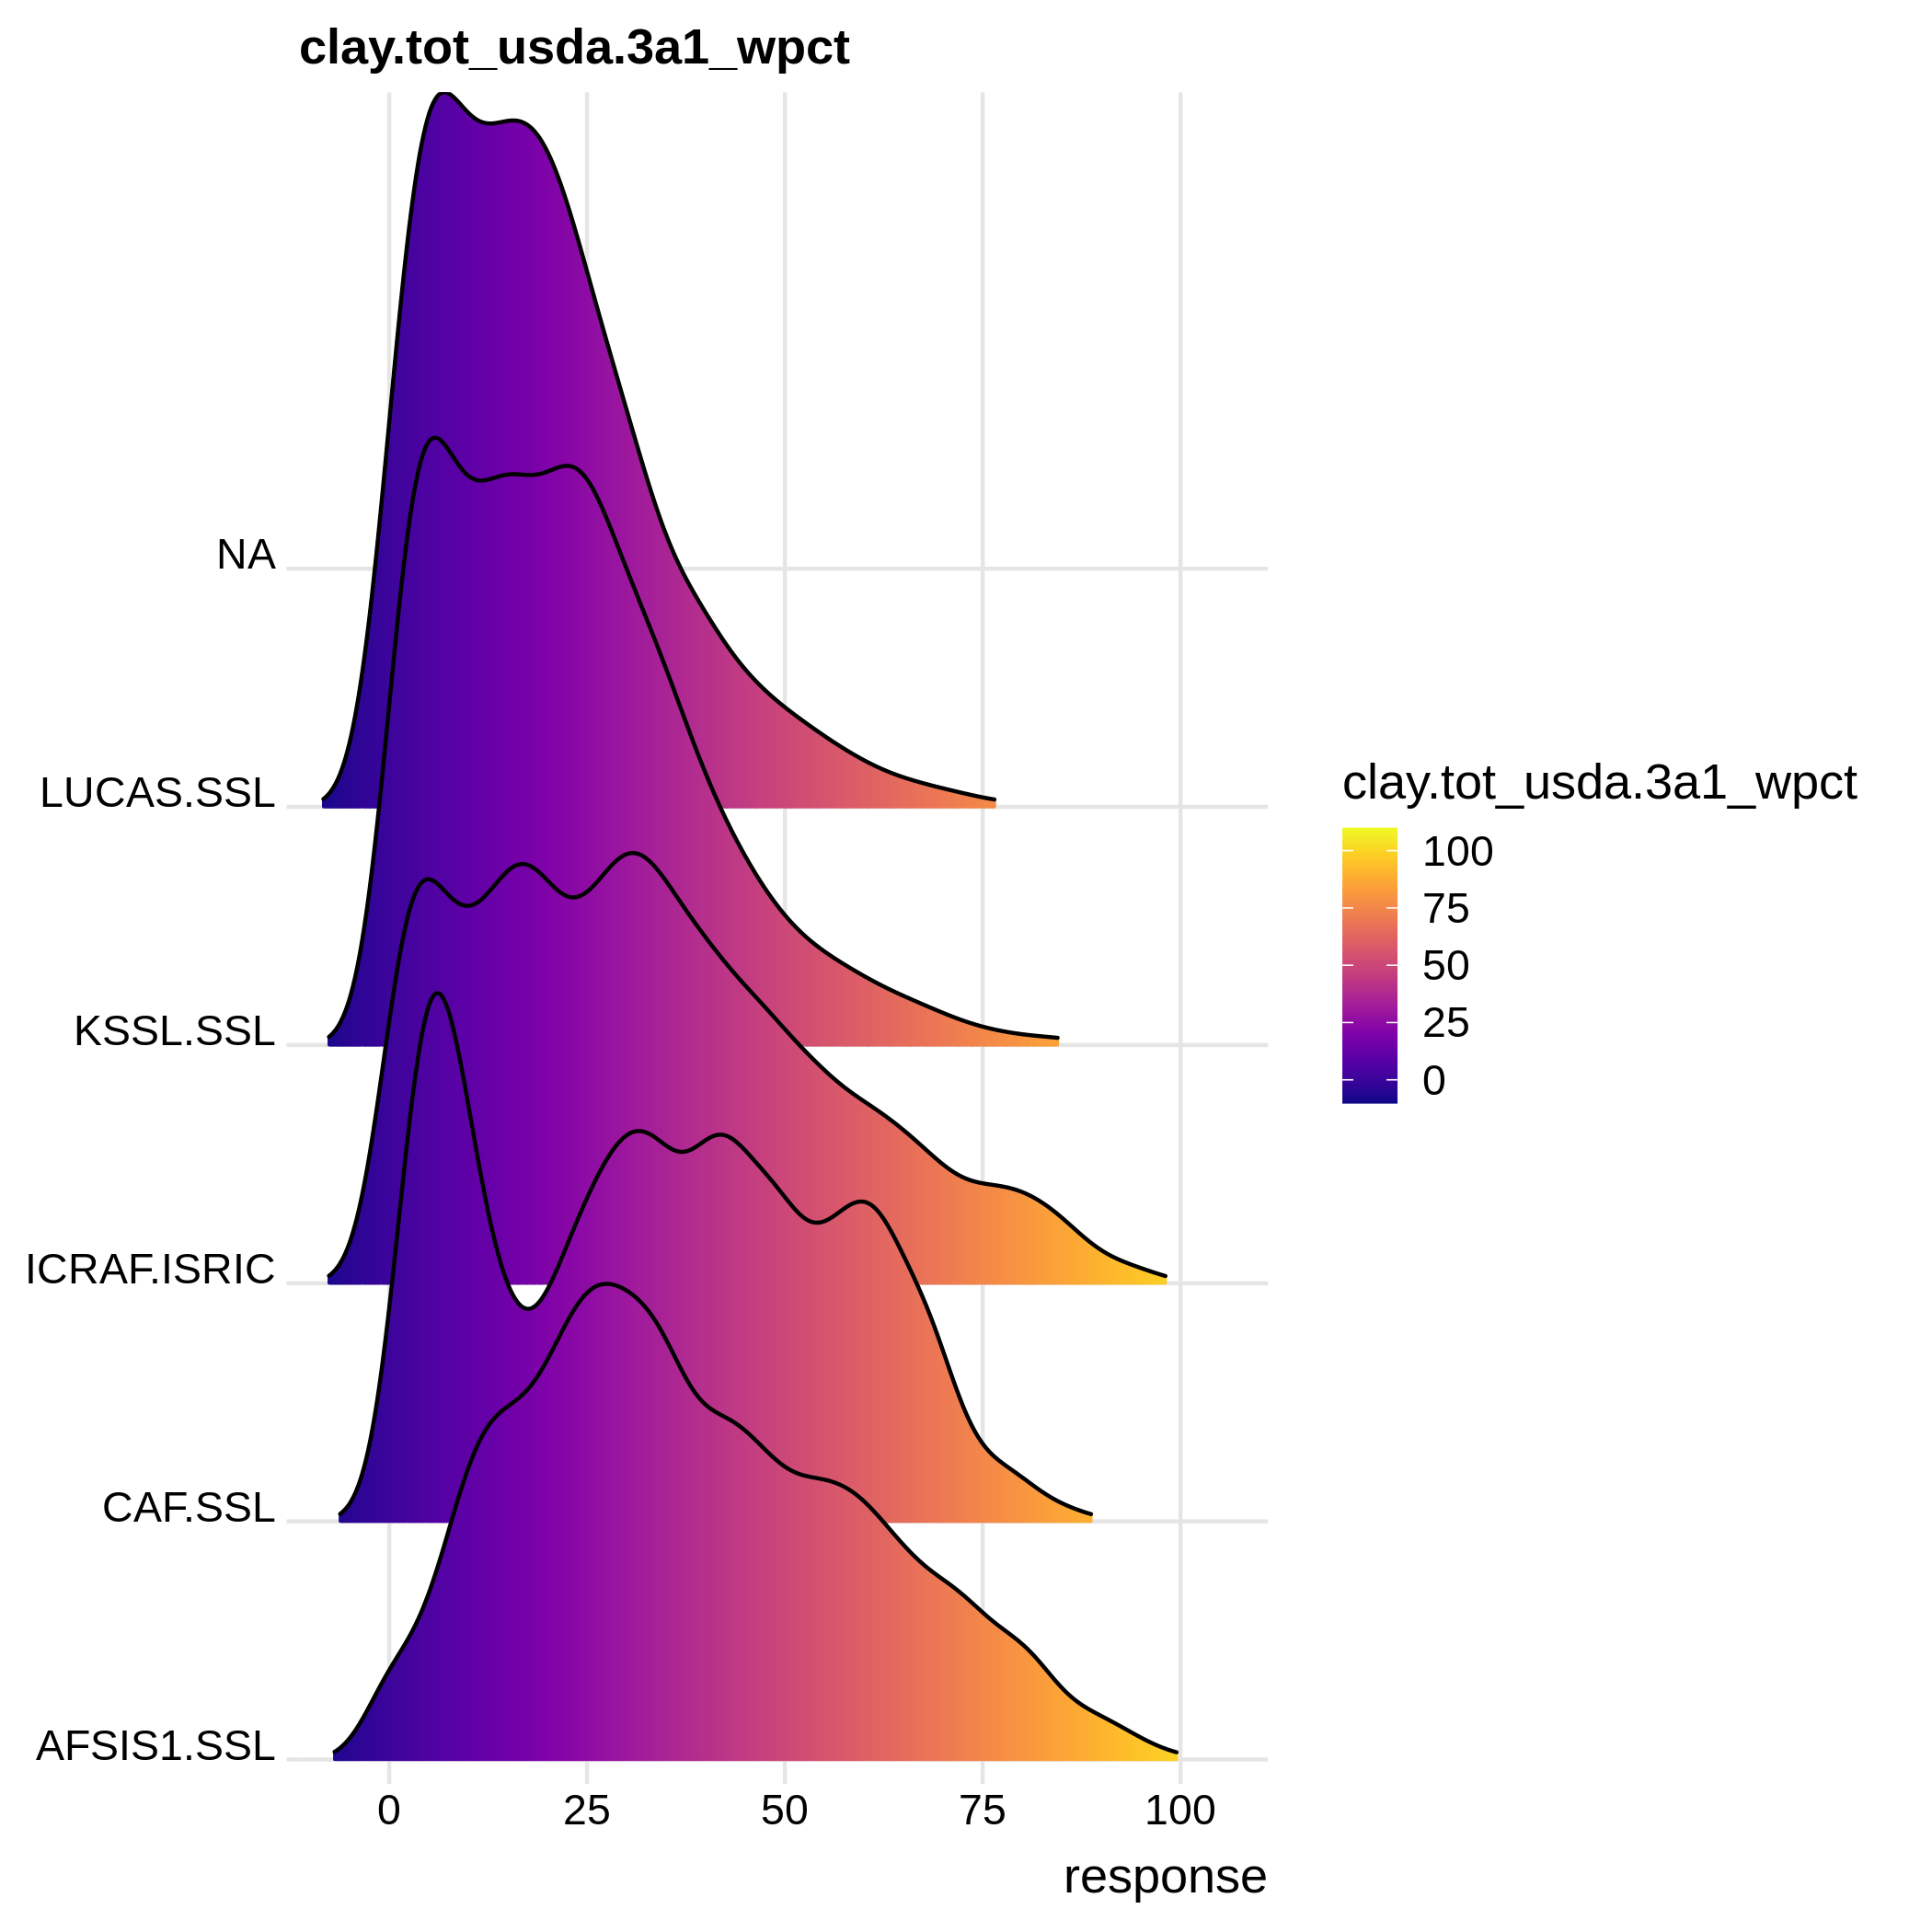 clay.tot_usda.3a1_wpct
NA
LUCAS.SSL
KSSL.SSL
ICRAF.ISRIC
CAF.SSL
AFSIS1.SSL
0 25 50 75 100
response
clay.tot_usda.3a1_wpct
100
75
50
25
0